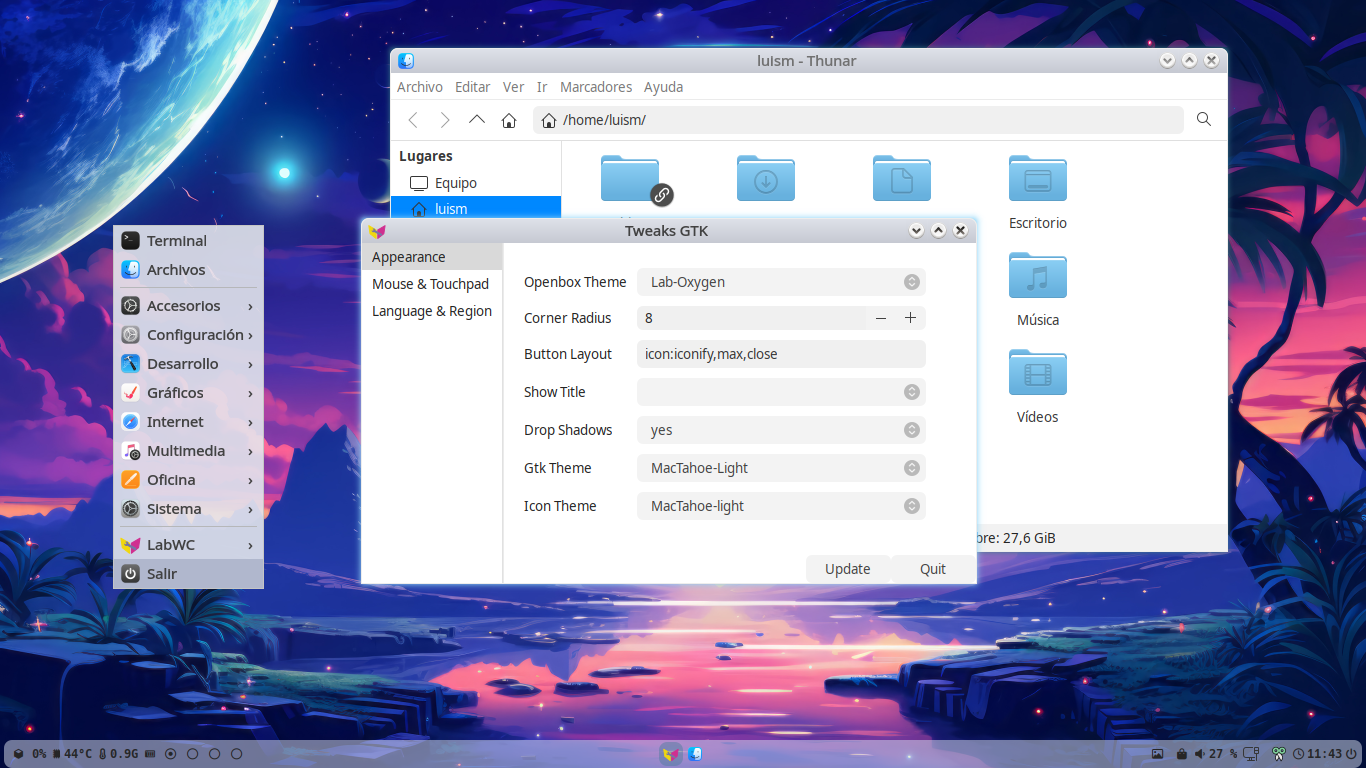 luism - Thunar
Archivo Editar Ver Ir Marcadores Ayuda
/home/luism/
Lugares
Equipo
luism
Escritorio
Música
Vídeos
27,6 GiB
Terminal
Archivos
Accesorios
Configuración
Desarrollo
Gráficos
Internet
Multimedia
Oficina
Sistema
LabWC
Salir
Tweaks GTK
Appearance
Mouse & Touchpad
Language & Region
Openbox Theme Lab-Oxygen
Corner Radius 8
Button Layout icon:iconify,max,close
Show Title
Drop Shadows yes
Gtk Theme MacTahoe-Light
Icon Theme MacTahoe-light
Update Quit
0% 44°C 0.9G 27 % 11:43